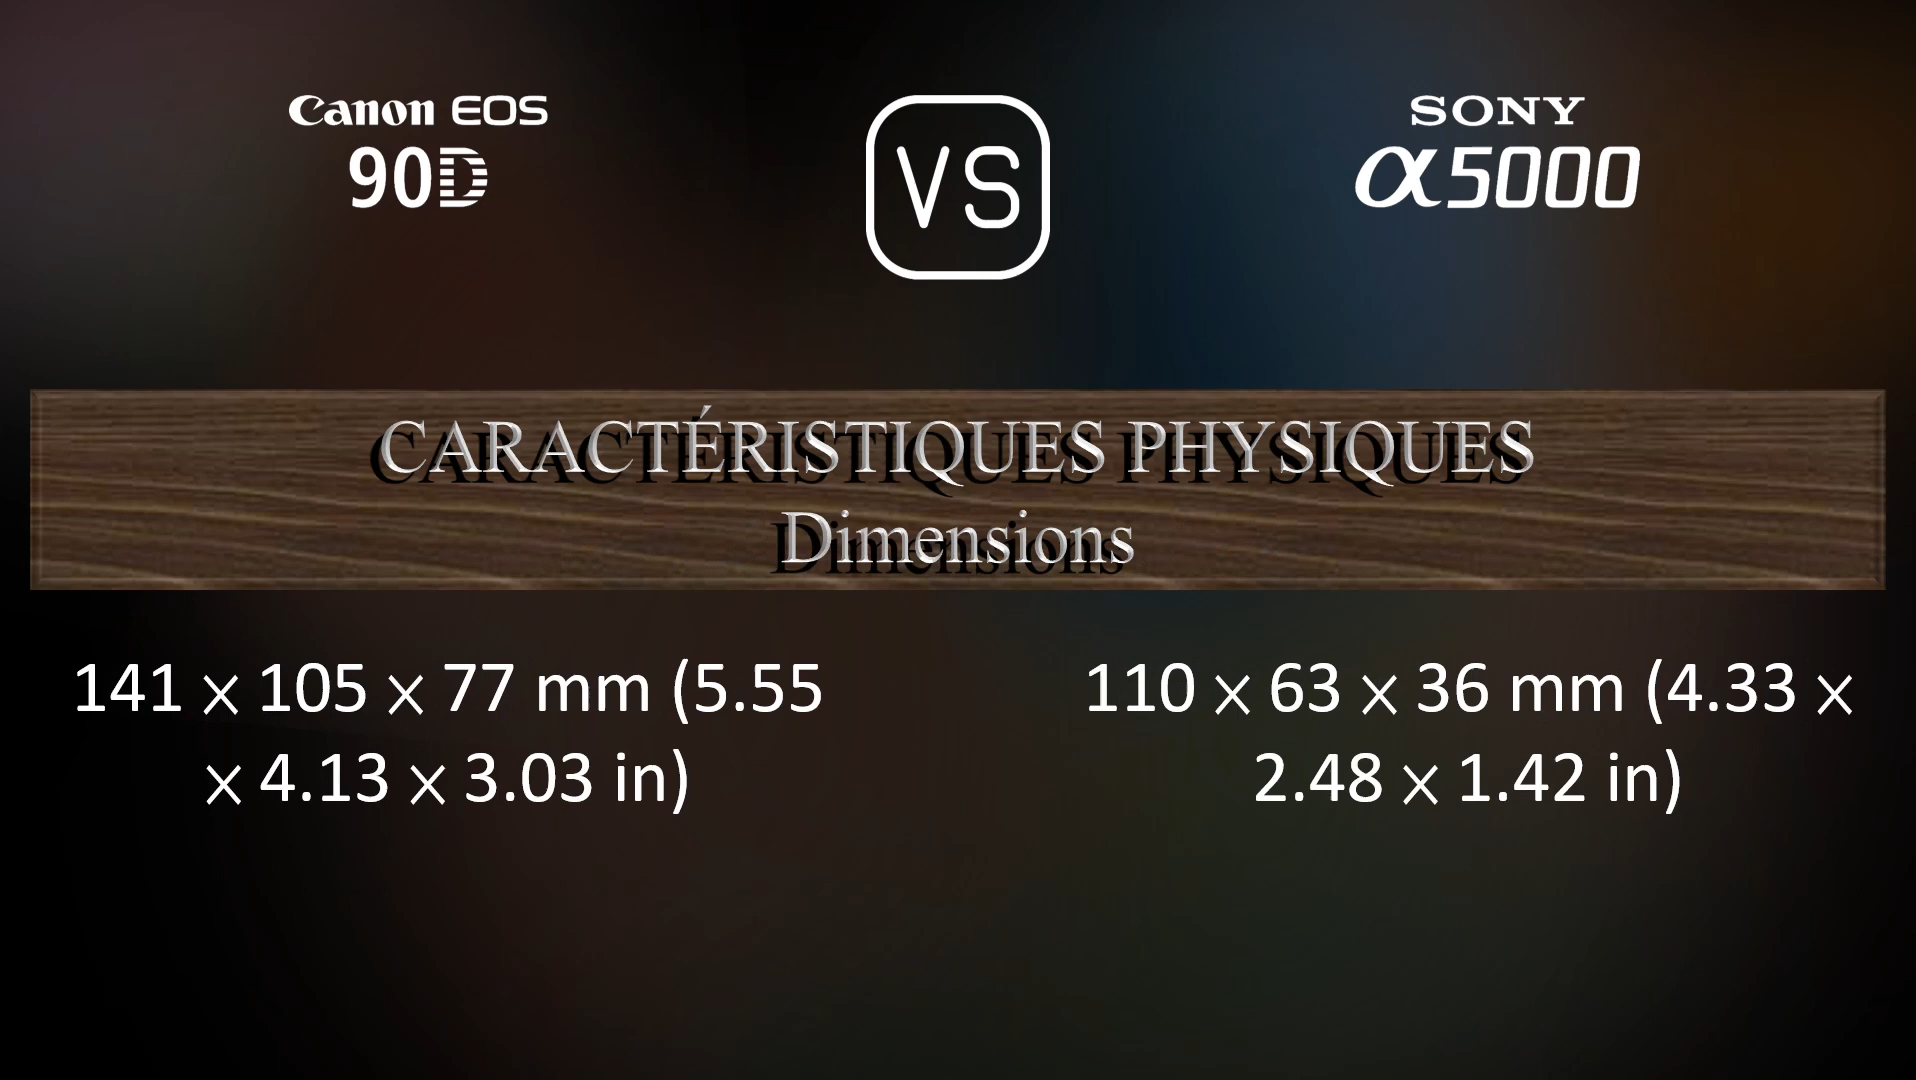 Canon EOS
90D
VS
SONY
α5000
CARACTÉRISTIQUES PHYSIQUES
Dimensions
141 x 105 x 77 mm (5.55
x 4.13 x 3.03 in)
110 x 63 x 36 mm (4.33 x
2.48 x 1.42 in)